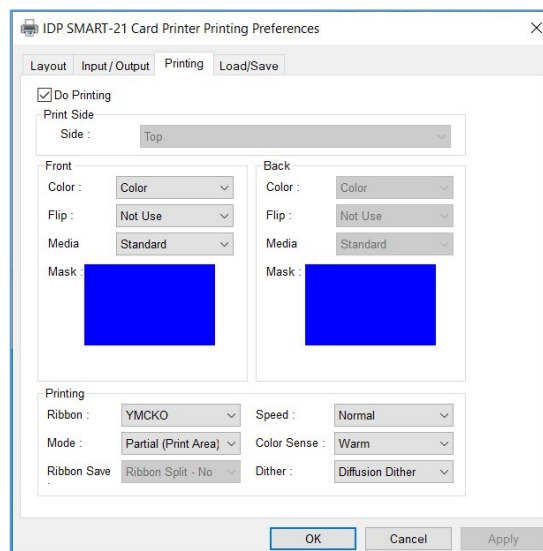 IDP SMART-21 Card Printer Printing Preferences
Layout Input / Output Printing Load/Save
Do Printing
Print Side
Side : Top
Front Back
Color : Color Color : Color
Flip : Not Use Flip : Not Use
Media Standard Media Standard
Mask : Mask :
Printing
Ribbon : YMCKO Speed : Normal
Mode : Partial (Print Area) Color Sense : Warm
Ribbon Save Ribbon Split - No Dither : Diffusion Dither
OK Cancel Apply